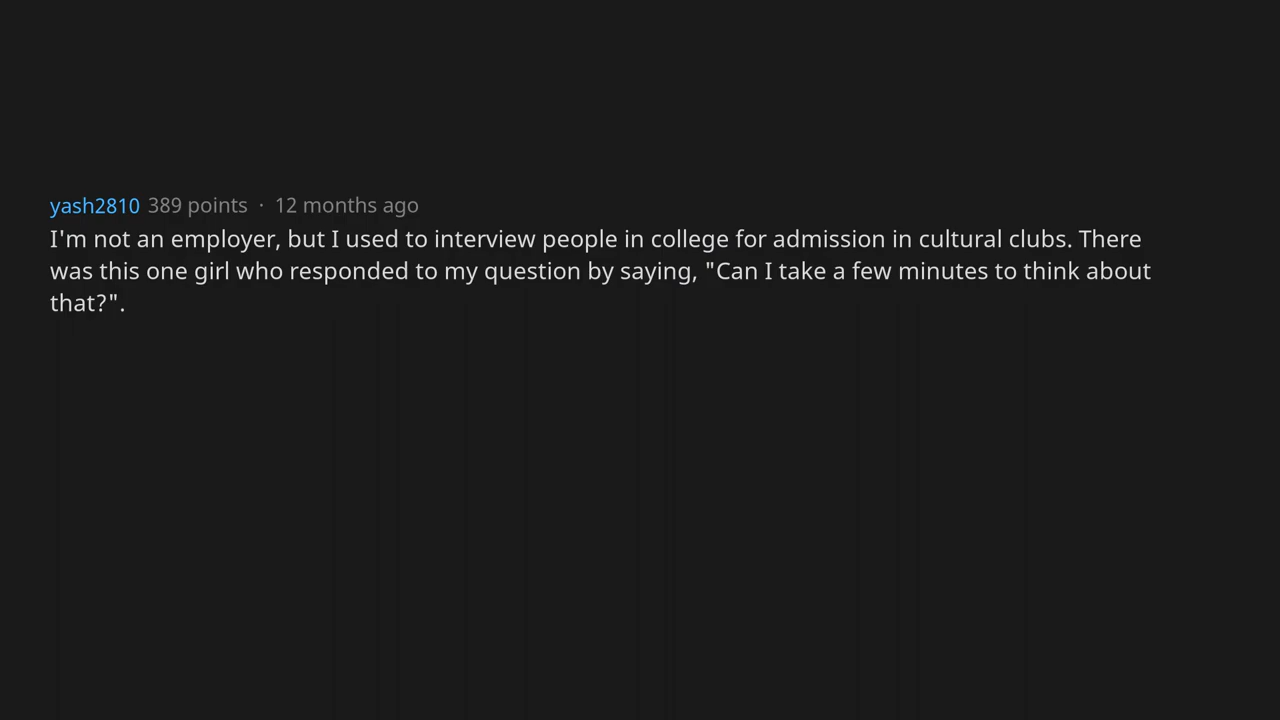 yash2810 389 points · 12 months ago
I'm not an employer, but I used to interview people in college for admission in cultural clubs. There
was this one girl who responded to my question by saying, "Can I take a few minutes to think about
that?".